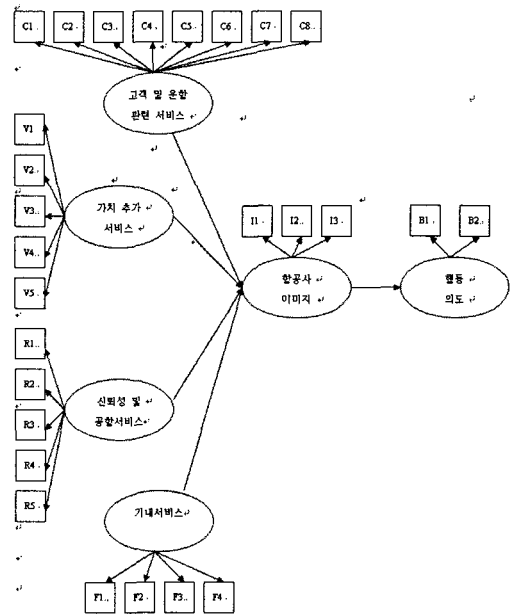 C1 C2 C3 C4 C5 C6 C7 C8
고객 및 운항
관련 서비스
V1
V2
V3
V4
V5
가치 추가
서비스
I1 I2 I3
B1 B2
항공사
이미지
행동
의도
R1
R2
R3
R4
R5
신뢰성 및
공항서비스
기내서비스
F1 F2 F3 F4